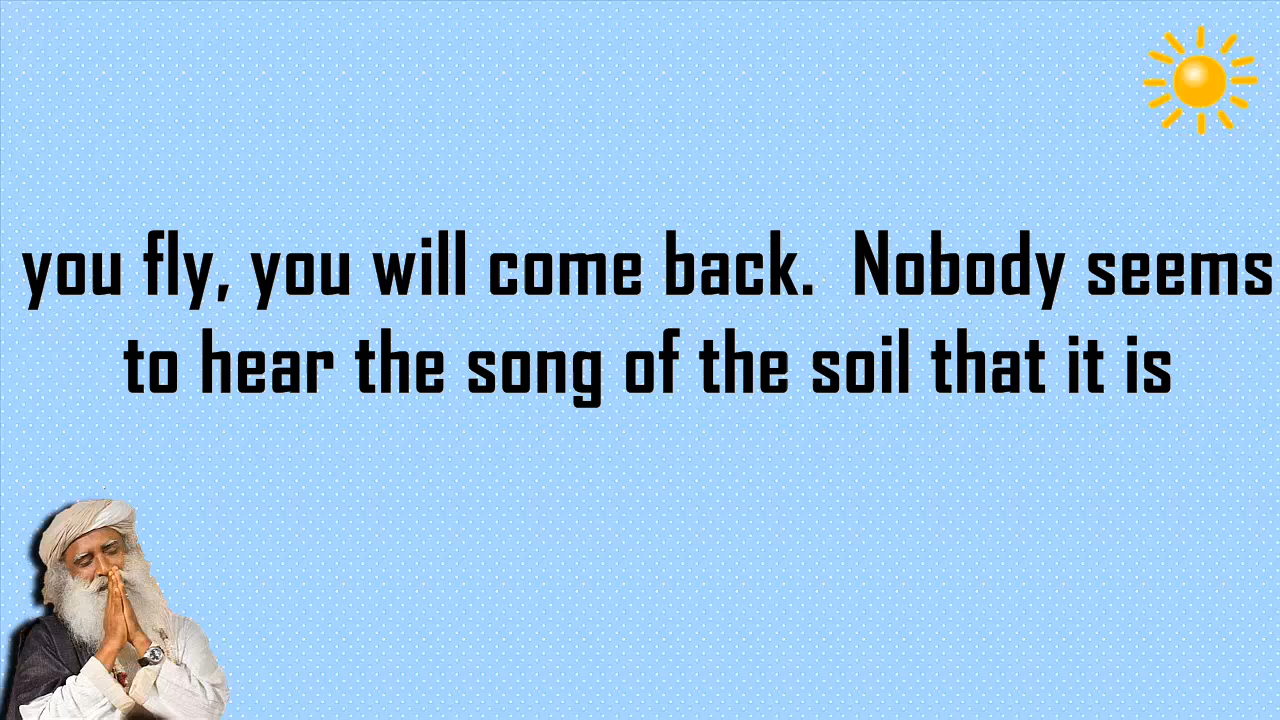 you fly, you will come back.  Nobody seems
to hear the song of the soil that it is